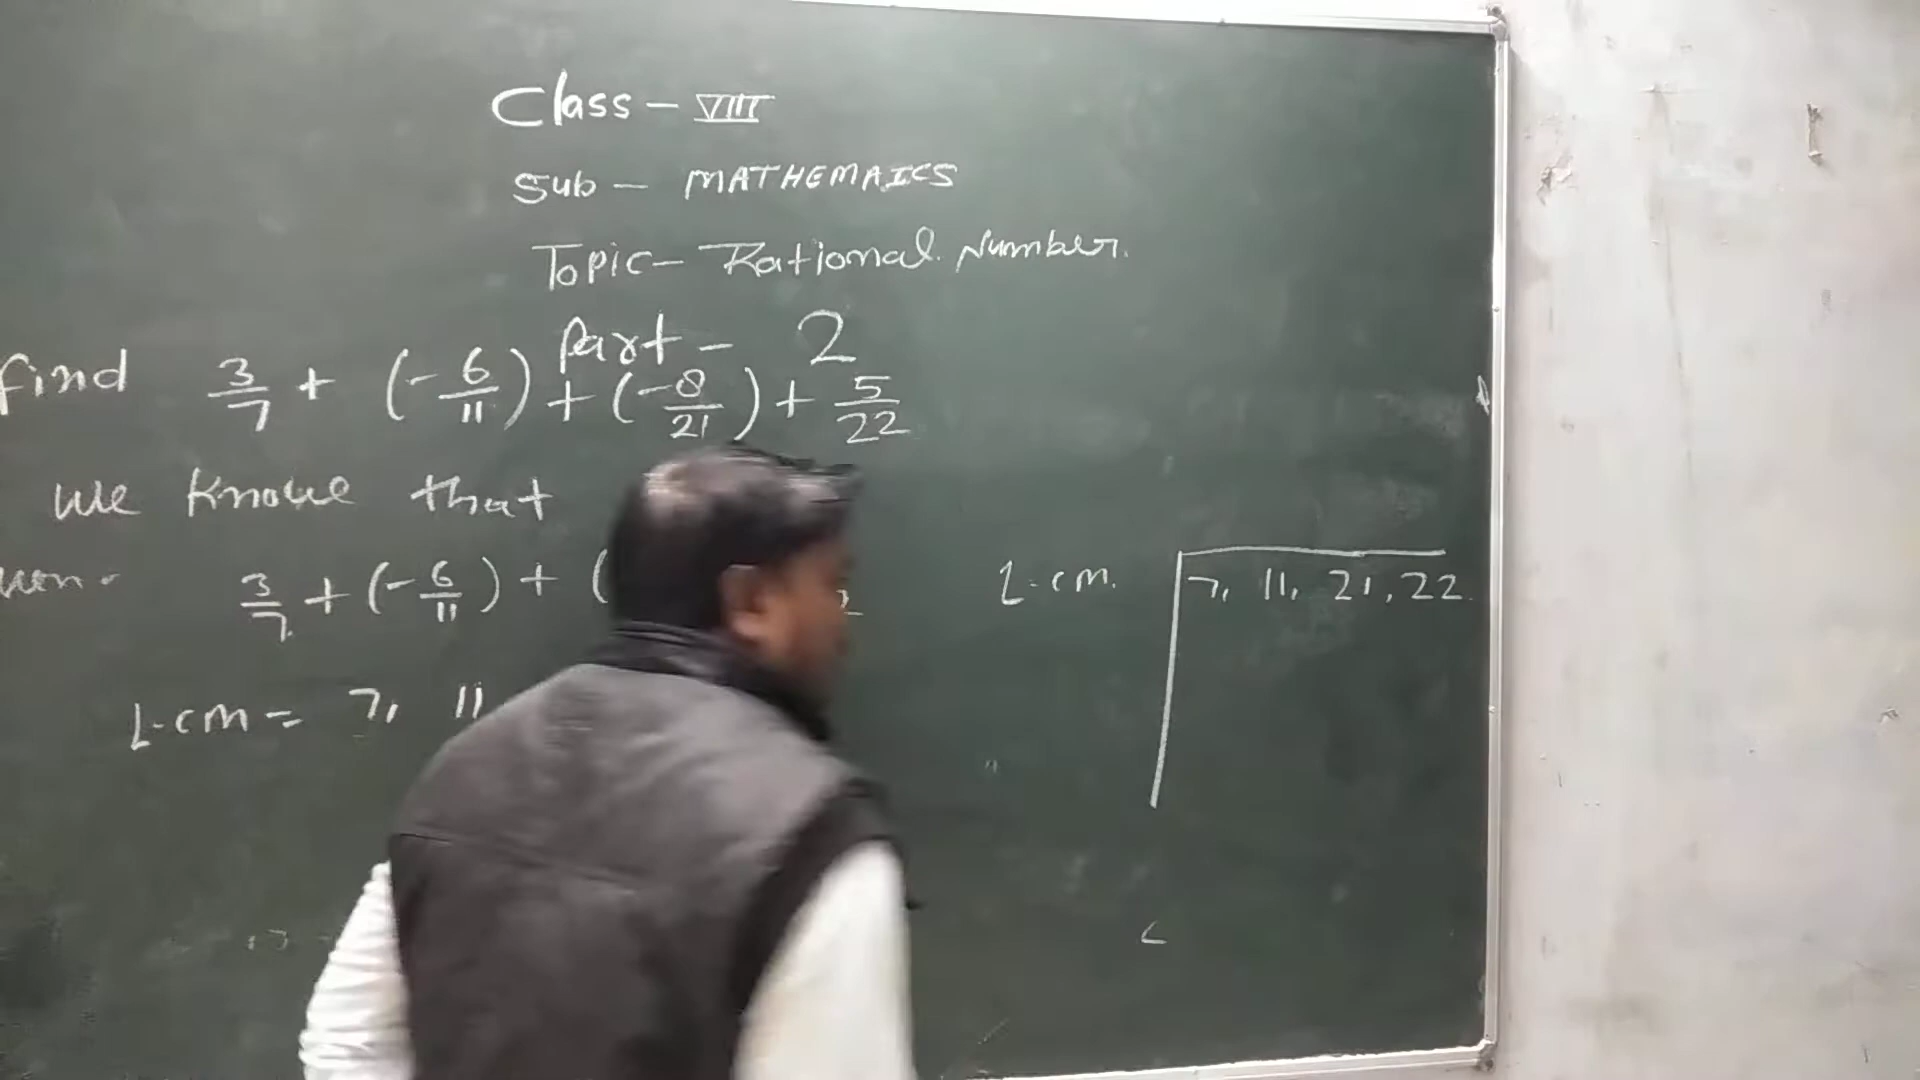 Class - VIII
Sub - MATHEMAICS
Topic - Rational Number.
Part - 2
find 3/7 + (-6/11) + (-8/21) + 5/22
we knowe that
3/7 + (-6/11) + (
L.cm = 7, 11
L.cm. 7, 11, 21, 22